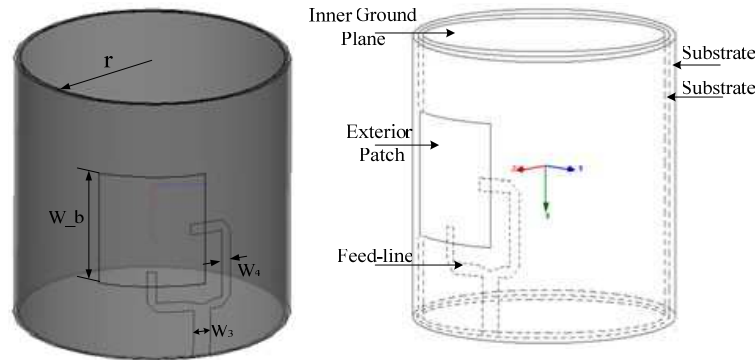 r
W_b
W₄
W₃
Inner Ground
Plane
Substrate
Substrate
Exterior
Patch
Feed-line